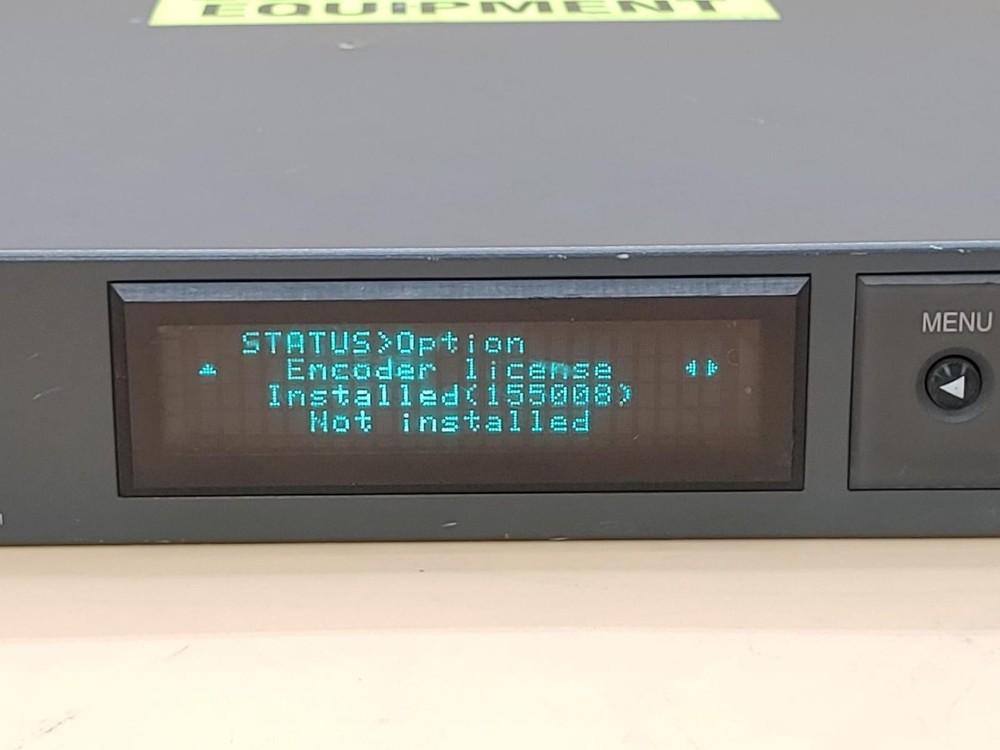 EQUIPMENT
STATUS>Option
Encoder license
Installed(155008)
Not installed
MENU